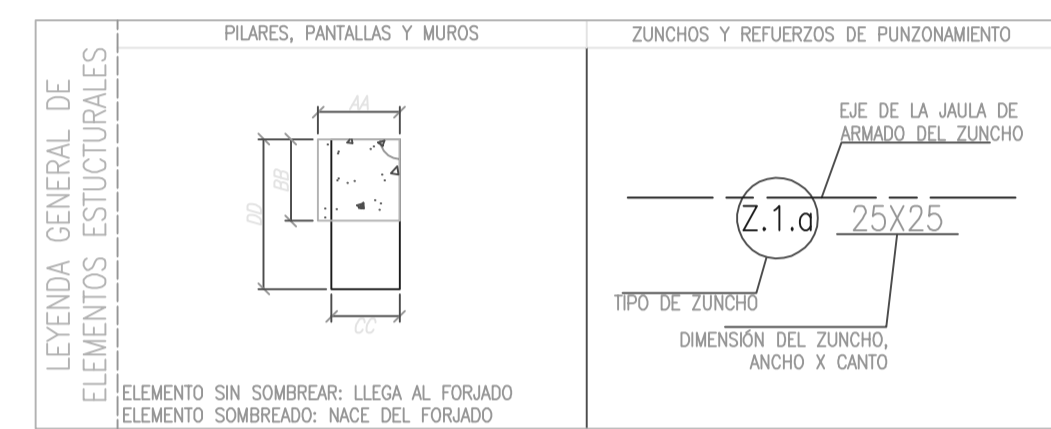 LEYENDA GENERAL DE
ELEMENTOS ESTUCTURALES
PILARES, PANTALLAS Y MUROS
AA
BB
DD
CC
ELEMENTO SIN SOMBREAR: LLEGA AL FORJADO
ELEMENTO SOMBREADO: NACE DEL FORJADO
ZUNCHOS Y REFUERZOS DE PUNZONAMIENTO
EJE DE LA JAULA DE
ARMADO DEL ZUNCHO
Z.1.a
25X25
TIPO DE ZUNCHO
DIMENSIÓN DEL ZUNCHO,
ANCHO X CANTO